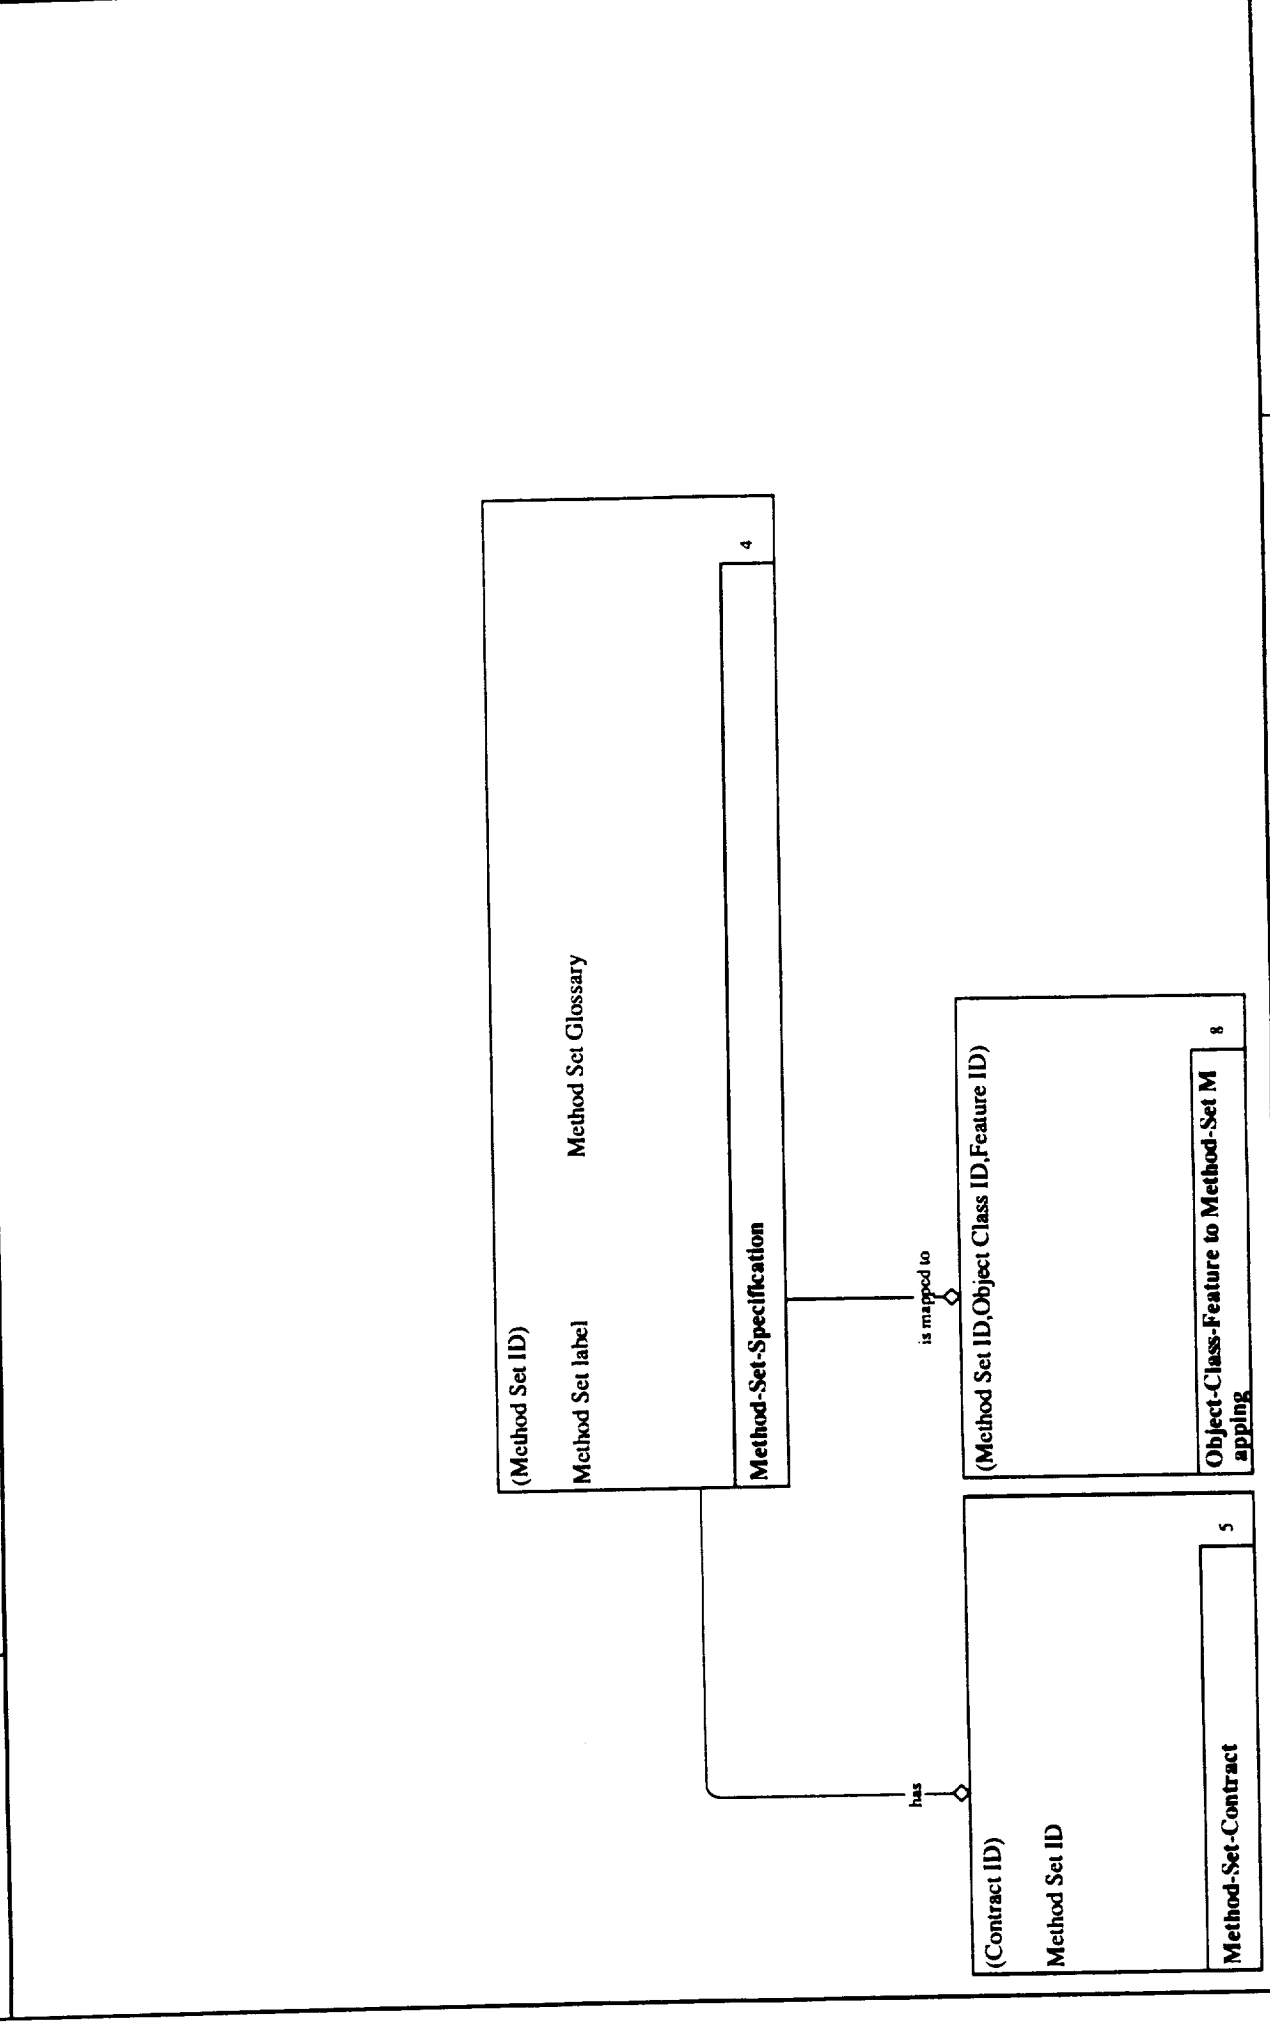 (Method Set ID)
Method Set label
Method Set Glossary
Method-Set-Specification
4
has
is mapped to
(Contract ID)
Method Set ID
Method-Set-Contract
5
(Method Set ID,Object Class ID,Feature ID)
Object-Class-Feature to Method-Set M
apping
8